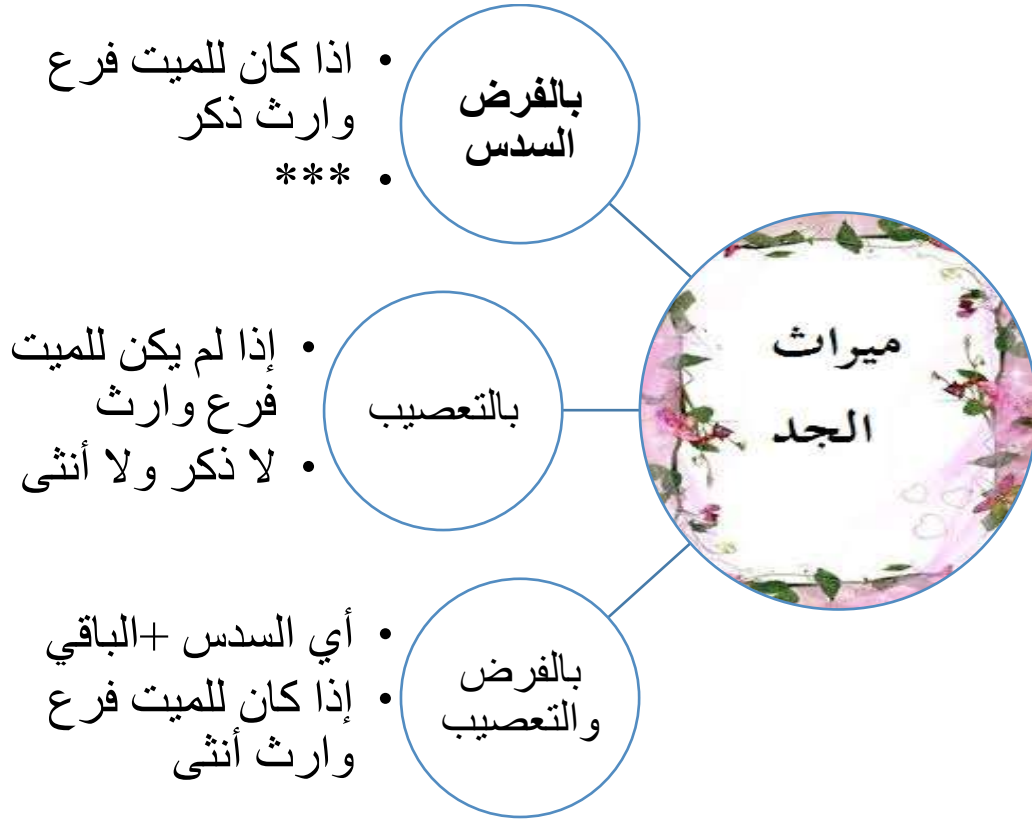 ميراث
الجد
بالفرض
السدس
اذا كان للميت فرع
وارث ذكر
***
بالتعصيب
إذا لم يكن للميت
فرع وارث
لا ذكر ولا أنثى
بالفرض
والتعصيب
أي السدس +الباقي
إذا كان للميت فرع
وارث أنثى